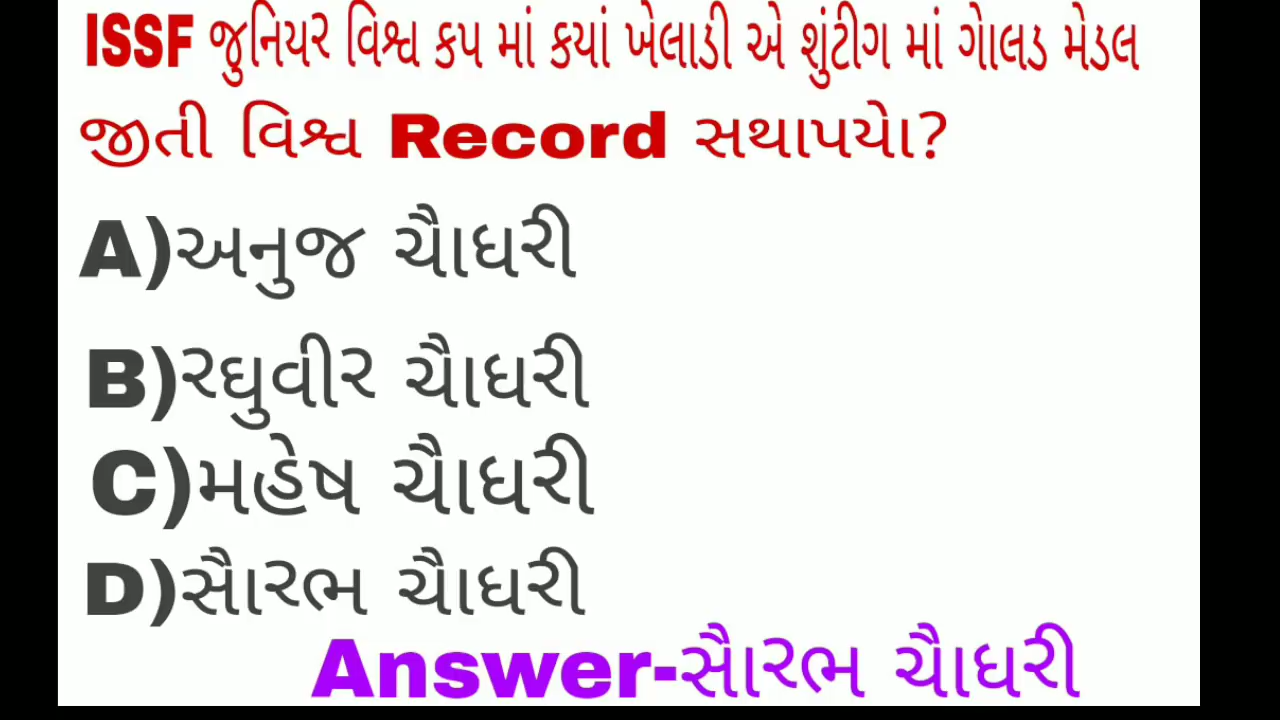 ISSF જુનિયર વિશ્વ કપ માં કયાં ખેલાડી એ શુંટીગ માં ગાેલડ મેડલ
જીતી વિશ્વ Record સથાપયાે?
A)અનુજ ચાૈધરી
B)રઘુવીર ચાૈધરી
C)મહેષ ચાૈધરી
D)સાૈરભ ચાૈધરી
Answer-સાૈરભ ચાૈધરી